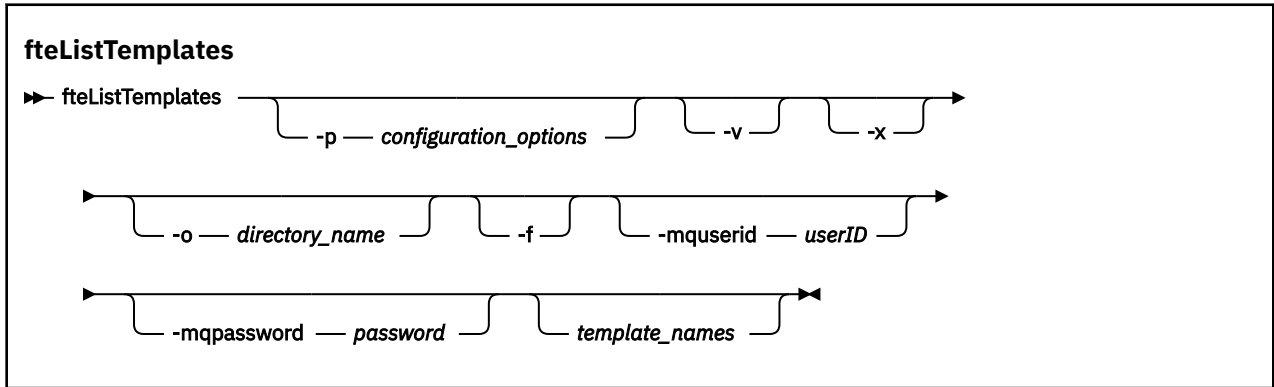 fteListTemplates
fteListTemplates -p configuration_options -v -x
-o directory_name -f -mquserid userID
-mqpassword password template_names